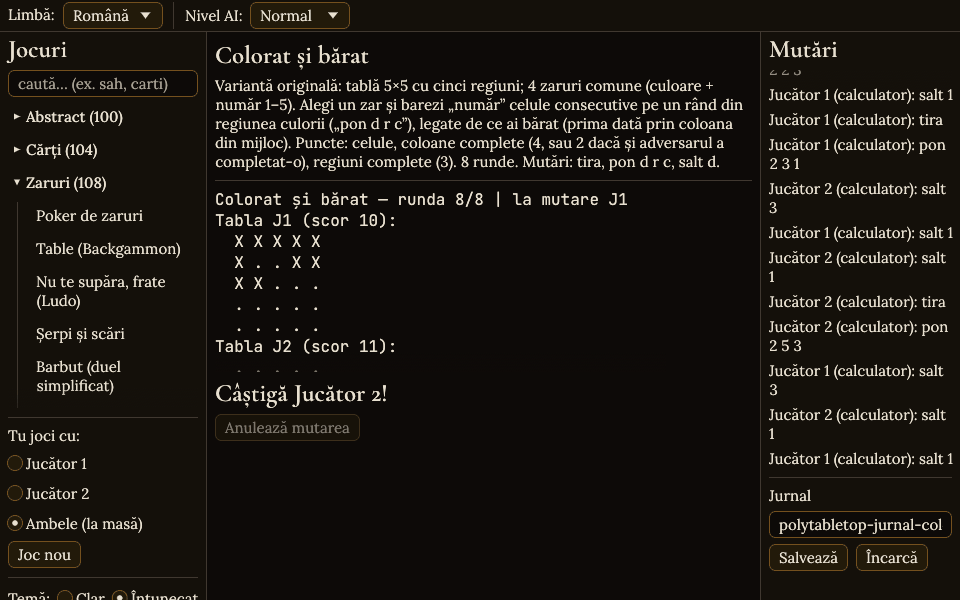 Limbă: Română ▼ Nivel AI: Normal ▼
Jocuri
caută... (ex. sah, carti)
▸ Abstract (100)
▸ Cărți (104)
▾ Zaruri (108)
Poker de zaruri
Table (Backgammon)
Nu te supăra, frate
(Ludo)
Șerpi și scări
Barbut (duel
simplificat)
Tu joci cu:
Jucător 1
Jucător 2
Ambele (la masă)
Joc nou
Temă: Clar Întunecat
Colorat și bărat
Variantă originală: tablă 5×5 cu cinci regiuni; 4 zaruri comune (culoare +
număr 1–5). Alegi un zar și barezi „număr” celule consecutive pe un rând din
regiunea culorii („pon d r c”), legate de ce ai bărat (prima dată prin coloana
din mijloc). Puncte: celule, coloane complete (4, sau 2 dacă și adversarul a
completat-o), regiuni complete (3). 8 runde. Mutări: tira, pon d r c, salt d.
Colorat și bărat — runda 8/8 | la mutare J1
Tabla J1 (scor 10):
X X X X X
X . . X X
X X . . .
. . . . .
. . . . .
Tabla J2 (scor 11):
. . . . .
Câștigă Jucător 2!
Anulează mutarea
Mutări
2 2 3
Jucător 1 (calculator): salt 1
Jucător 1 (calculator): tira
Jucător 1 (calculator): pon
2 3 1
Jucător 2 (calculator): salt
3
Jucător 1 (calculator): salt 1
Jucător 2 (calculator): salt
1
Jucător 2 (calculator): tira
Jucător 2 (calculator): pon
2 5 3
Jucător 1 (calculator): salt
3
Jucător 2 (calculator): salt
1
Jucător 1 (calculator): salt 1
Jurnal
polytabletop-jurnal-col
Salvează Încarcă